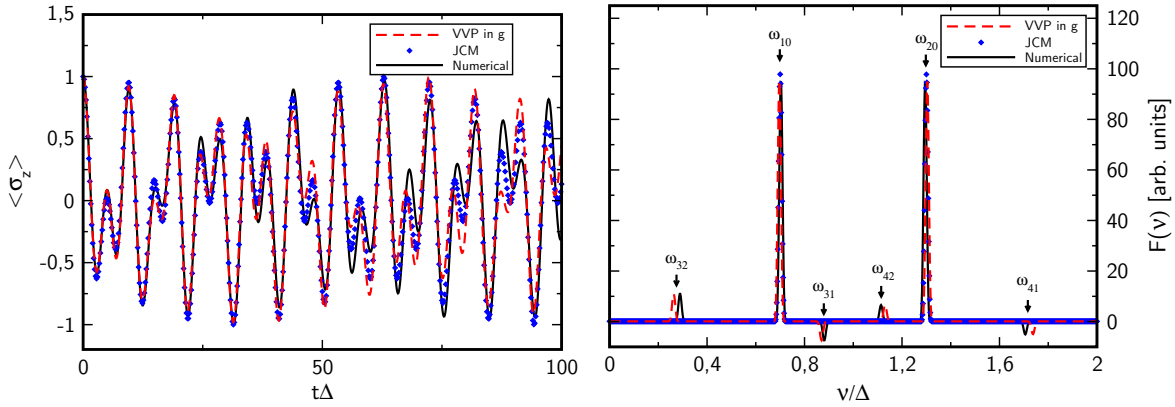 1,5
1
0,5
0
-0,5
-1
<σz>
0
50
100
tΔ
VVP in g
JCM
Numerical
ω10
ω20
ω32
ω31
ω42
ω41
VVP in g
JCM
Numerical
120
100
80
60
40
20
0
F(ν) [arb. units]
0
0,4
0,8
1,2
1,6
2
ν/Δ